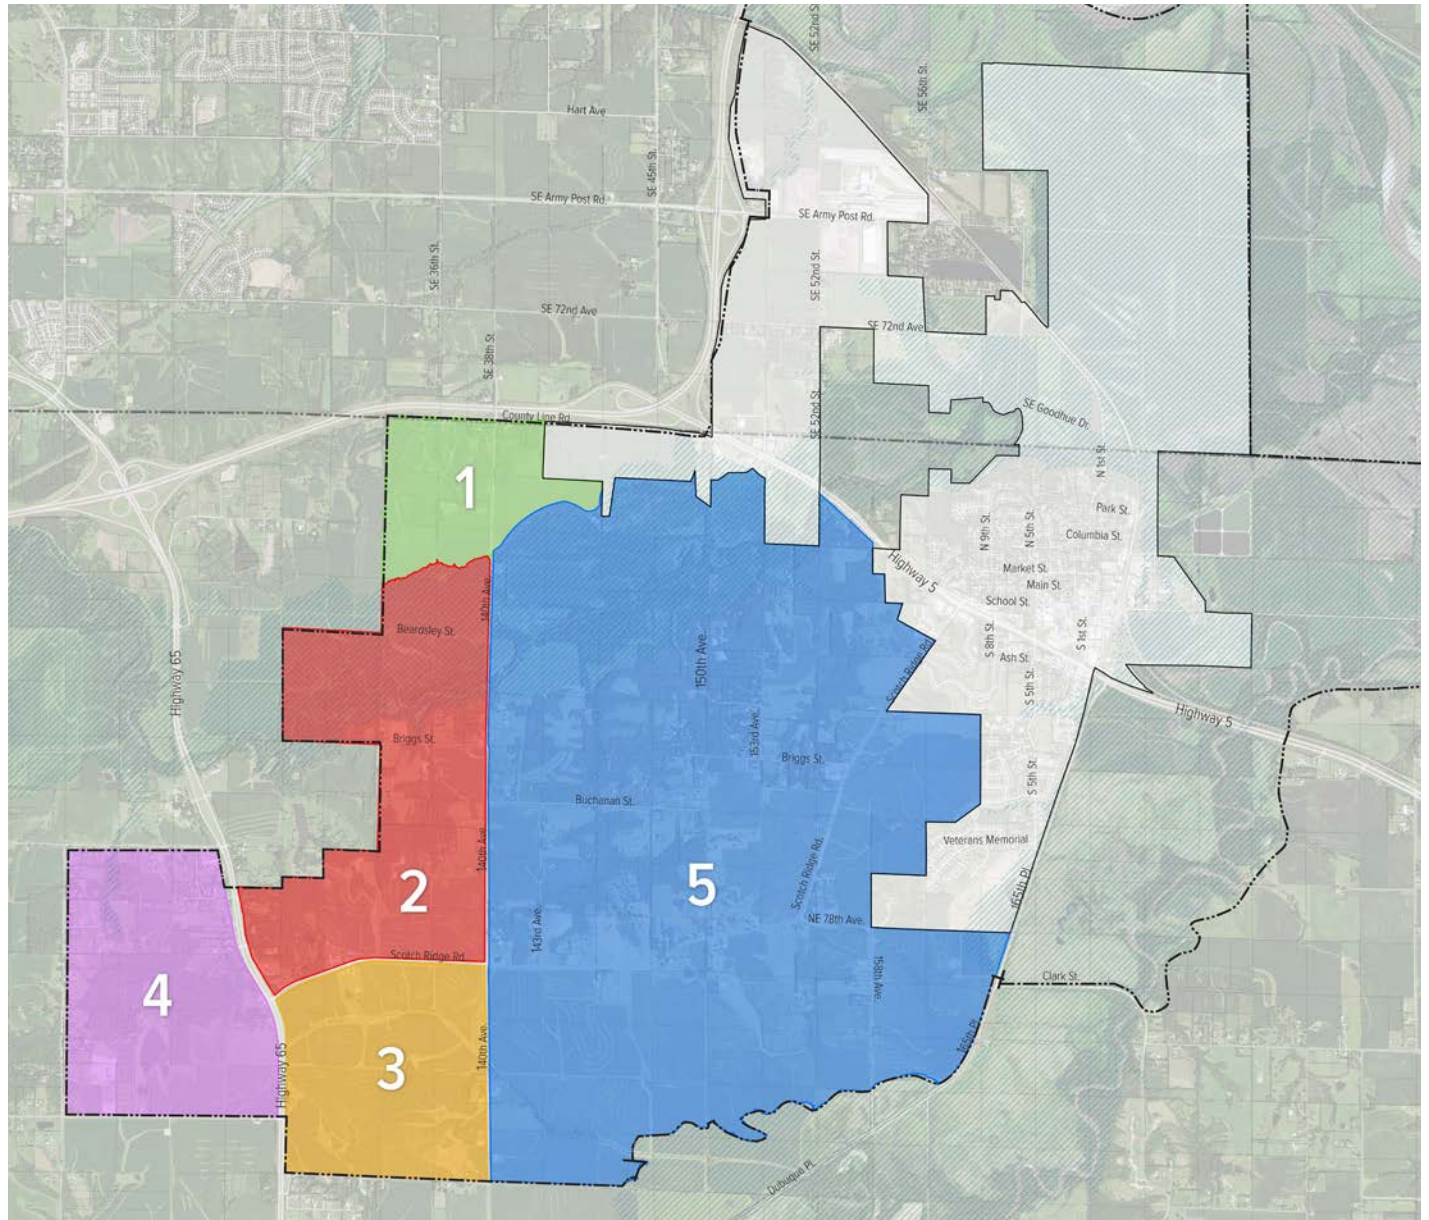 SE 52nd St.
SE 56th St.
Hart Ave
SE 45th St.
SE Army Post Rd.
SE Army Post Rd.
SE 36th St.
SE 52nd St.
SE 72nd Ave
SE 72nd Ave
SE 38th St.
County Line Rd.
SE 52nd St.
SE Goodhue Dr.
N 1st St.
1
Park St.
N 9th St.
N 5th St.
Columbia St.
Highway 5
Market St.
Main St.
140th Ave.
School St.
Beardsley St.
S 8th St.
S 1st St.
150th Ave.
Ash St.
Scotch Ridge Rd.
Highway 65
S 5th St.
Highway 5
153rd Ave.
Briggs St.
Briggs St.
S 5th St.
Buchanan St.
Veterans Memorial
140th Ave.
Scotch Ridge Rd.
2
5
165th Pl.
NE 78th Ave.
143rd Ave.
Scotch Ridge Rd.
158th Ave.
Clark St.
4
3
140th Ave.
165th Pl.
Highway 65
Dubuque Pl.